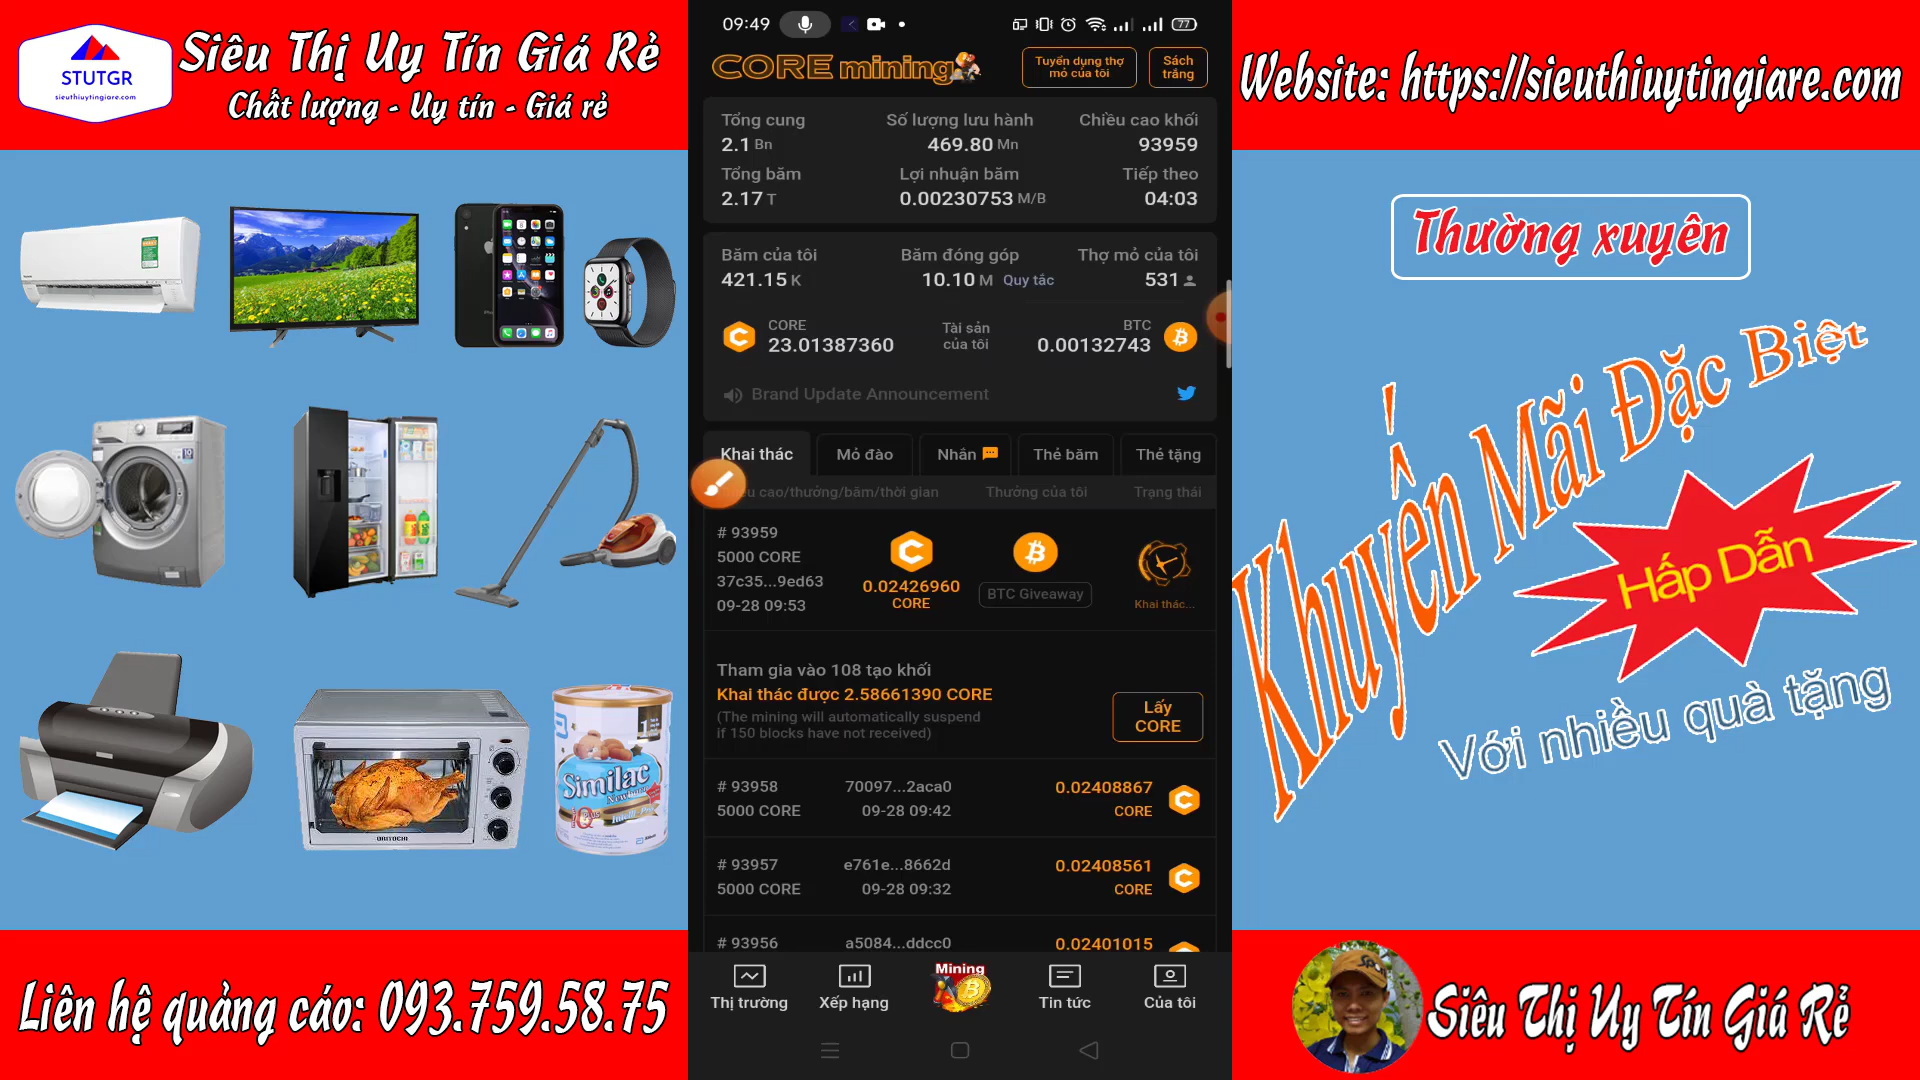 STUTGR
sieuthiuytingiare.com
Siêu Thị Uy Tín Giá Rẻ
Chất lượng - Uy tín - Giá rẻ
09:49
77
CORE mining
Tuyển dụng thợ
mỏ của tôi
Sách
trắng
Tổng cung
Số lượng lưu hành
Chiều cao khối
2.1 Bn
469.80 Mn
93959
Tổng băm
Lợi nhuận băm
Tiếp theo
2.17 T
0.00230753 M/B
04:03
Băm của tôi
Băm đóng góp
Thợ mỏ của tôi
421.15 K
10.10 M Quy tắc
531
CORE
23.01387360
Tài sản
của tôi
BTC
0.00132743
Brand Update Announcement
Khai thác
Mỏ đào
Nhắn
Thẻ băm
Thẻ tặng
cao/thưởng/băm/thời gian
Thưởng của tôi
Trạng thái
# 93959
5000 CORE
37c35...9ed63
09-28 09:53
0.02426960
CORE
BTC Giveaway
Khai thác...
Tham gia vào 108 tạo khối
Khai thác được 2.58661390 CORE
(The mining will automatically suspend
if 150 blocks have not received)
Lấy
CORE
# 93958
70097...2aca0
0.02408867
5000 CORE
09-28 09:42
CORE
# 93957
e761e...8662d
0.02408561
5000 CORE
09-28 09:32
CORE
# 93956
a5084...ddcc0
0.02401015
Mining
Thị trường
Xếp hạng
Tin tức
Của tôi
Website: https://sieuthiuytingiare.com
Thường xuyên
Khuyến Mãi Đặc Biệt
Hấp Dẫn
Với nhiều quà tặng
Similac
Liên hệ quảng cáo: 093.759.58.75
Siêu Thị Uy Tín Giá Rẻ